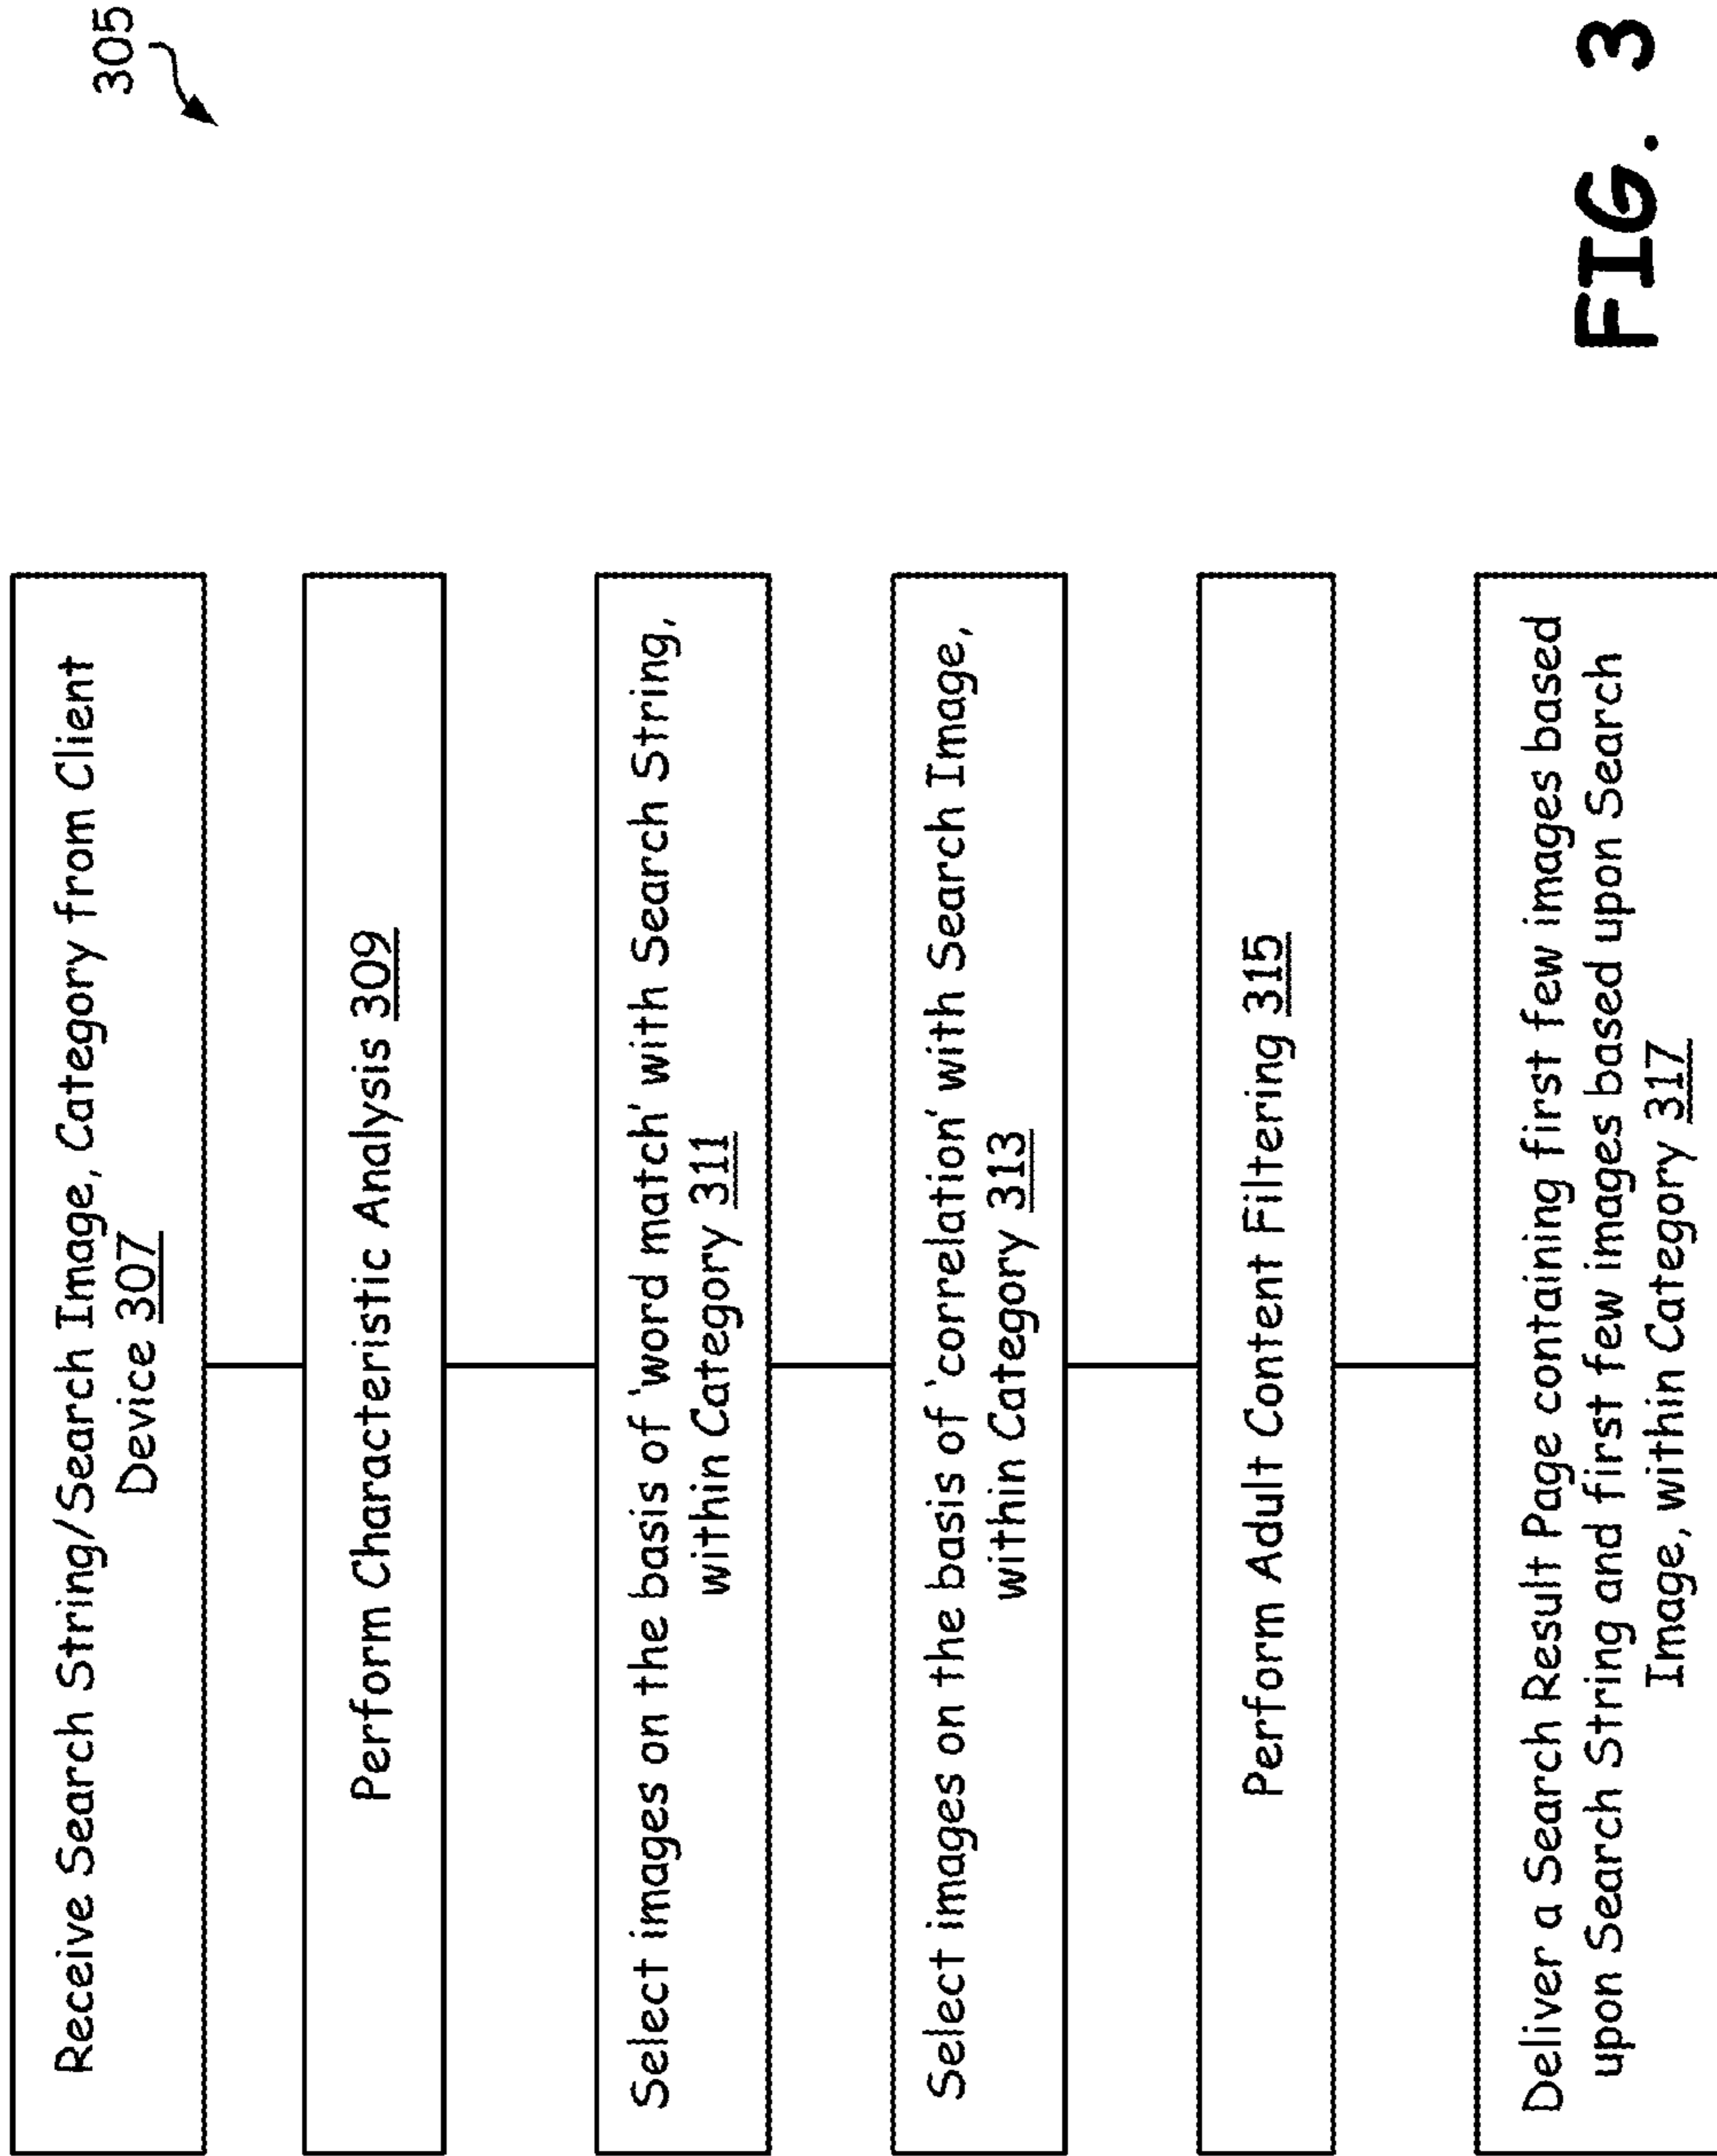 305
Receive Search String/Search Image, Category from Client
Device 307
Perform Characteristic Analysis 309
Select images on the basis of 'word match' with Search String,
within Category 311
Select images on the basis of 'correlation' with Search Image,
within Category 313
Perform Adult Content Filtering 315
Deliver a Search Result Page containing first few images based
upon Search String and first few images based upon Search
Image, within Category 317
FIG. 3